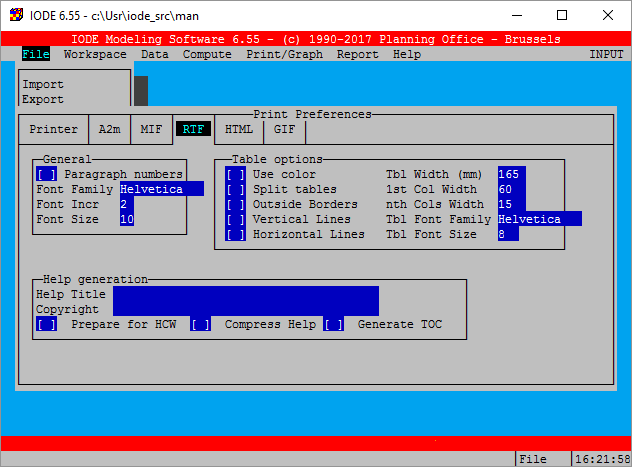 IODE 6.55 - c:\Usr\iode_src\man
IODE Modeling Software 6.55 - (c) 1990-2017 Planning Office - Brussels
File Workspace Data Compute Print/Graph Report Help INPUT
Import
Export
Print Preferences
Printer A2m MIF RTF HTML GIF
General
[ ] Paragraph numbers
Font Family Helvetica
Font Incr 2
Font Size 10
Table options
[ ] Use color Tbl Width (mm) 165
[ ] Split tables 1st Col Width 60
[ ] Outside Borders nth Cols Width 15
[ ] Vertical Lines Tbl Font Family Helvetica
[ ] Horizontal Lines Tbl Font Size 8
Help generation
Help Title
Copyright
[ ] Prepare for HCW [ ] Compress Help [ ] Generate TOC
File 16:21:58